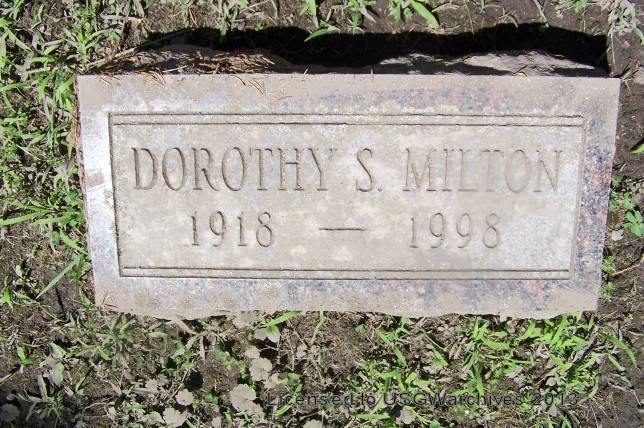 DOROTHY S. MILTON
1918 — 1998
Licensed to USGWarchives 2013